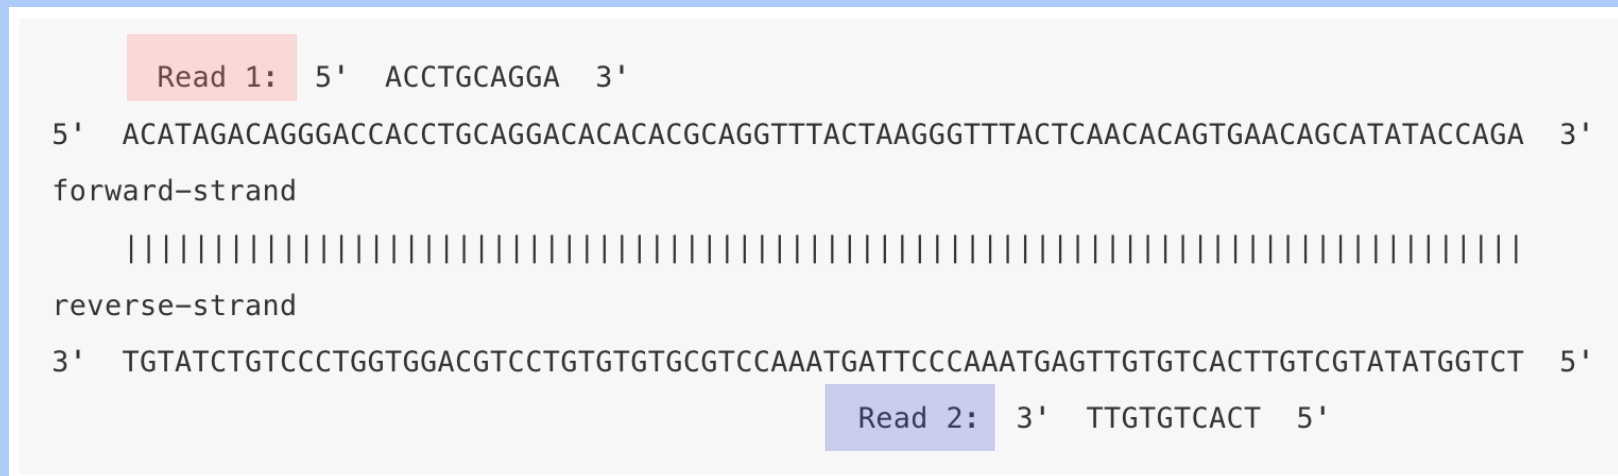 Read 1: 5' ACCTGCAGGA 3'
5' ACATAGACAGGGACCACCTGCAGGACACACACGCAGGTTTACTAAGGGTTTACTCAACACAGTGAACAGCATATACCAGA 3'
forward-strand
||||||||||||||||||||||||||||||||||||||||||||||||||||||||||||||||||||||||||||||||
reverse-strand
3' TGTATCTGTCCCTGGTGGACGTCCTGTGTGTGCGTCCAAATGATTCCCAAATGAGTTGTGTCACTTGTCGTATATGGTCT 5'
Read 2: 3' TTGTGTCACT 5'